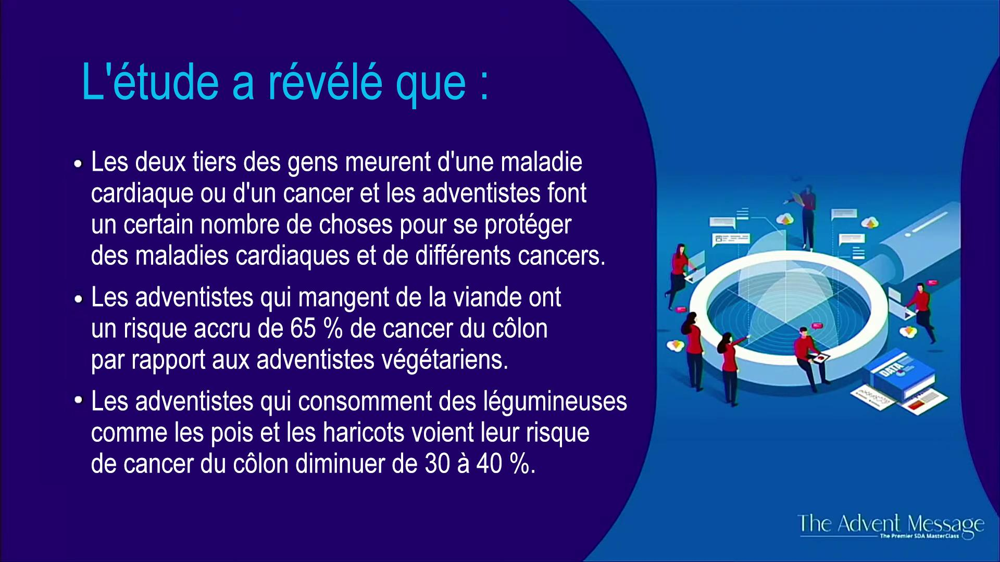 L'étude a révélé que :
• Les deux tiers des gens meurent d'une maladie
cardiaque ou d'un cancer et les adventistes font
un certain nombre de choses pour se protéger
des maladies cardiaques et de différents cancers.
• Les adventistes qui mangent de la viande ont
un risque accru de 65 % de cancer du côlon
par rapport aux adventistes végétariens.
• Les adventistes qui consomment des légumineuses
comme les pois et les haricots voient leur risque
de cancer du côlon diminuer de 30 à 40 %.
DATA
The Advent Message
The Premier SDA MasterClass